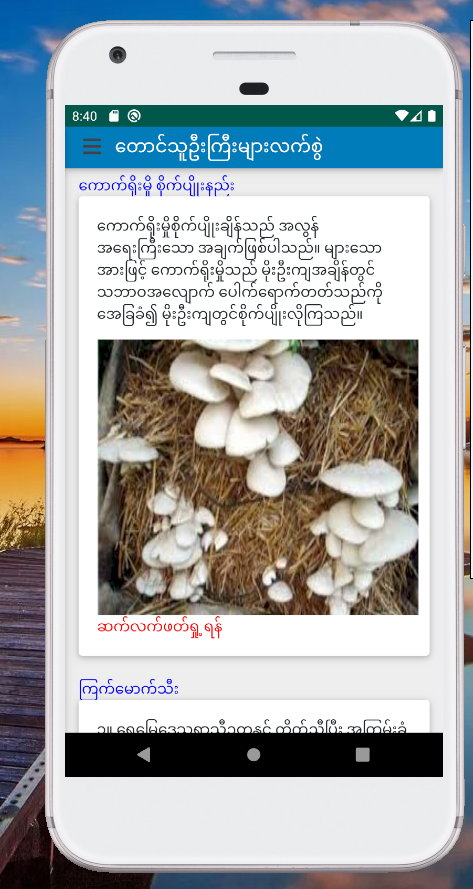 8:40
တောင်သူဦးကြီးများလက်စွဲ
ကောက်ရိုးမှို စိုက်ပျိုးနည်း
ကောက်ရိုးမှိုစိုက်ပျိုးချိန်သည် အလွန်
အရေးကြီးသော အချက်ဖြစ်ပါသည်။ များသော
အားဖြင့် ကောက်ရိုးမှိုသည် မိုးဦးကျအချိန်တွင်
သဘာဝအလျောက် ပေါက်ရောက်တတ်သည်ကို
အေခြခံ၍ မိုးဦးကျတွင်စိုက်ပျိုးလိုကြသည်။
ဆက်လက်ဖတ်ရှု့ရန်
ကြက်မောက်သီး